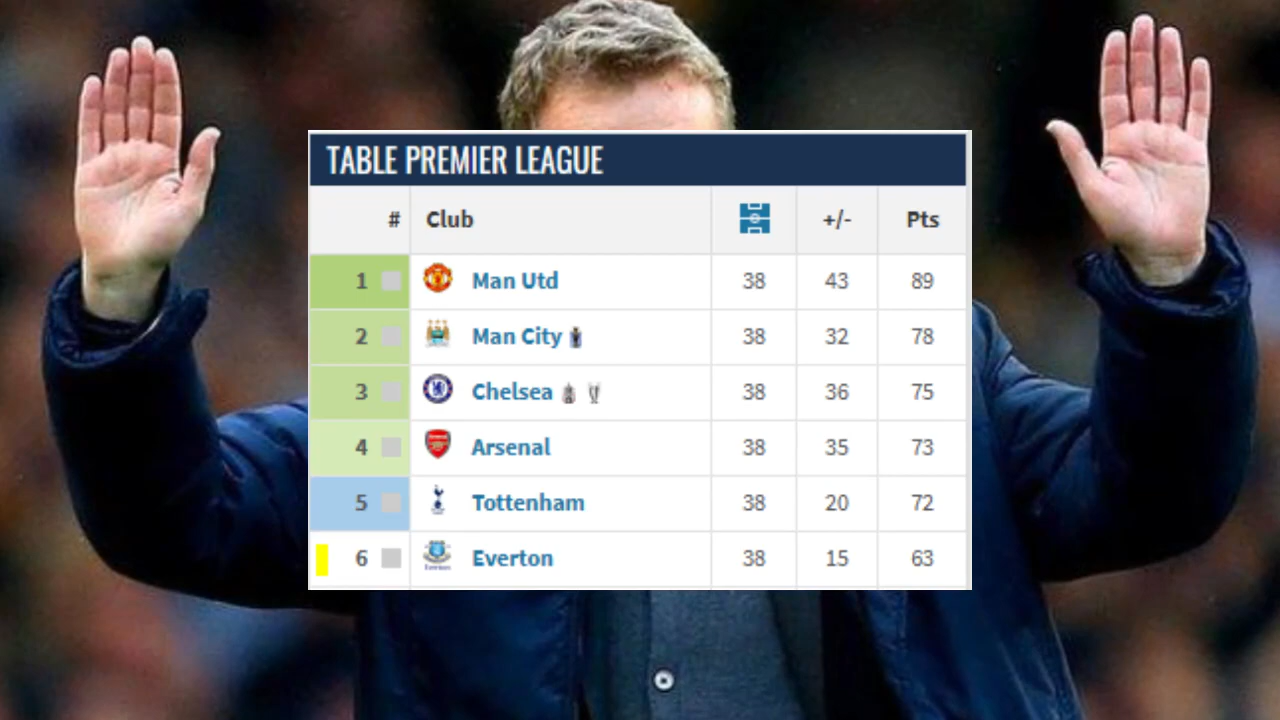 TABLE PREMIER LEAGUE
# Club +/- Pts
1 Man Utd 38 43 89
2 Man City 38 32 78
3 Chelsea 38 36 75
4 Arsenal 38 35 73
5 Tottenham 38 20 72
6 Everton 38 15 63